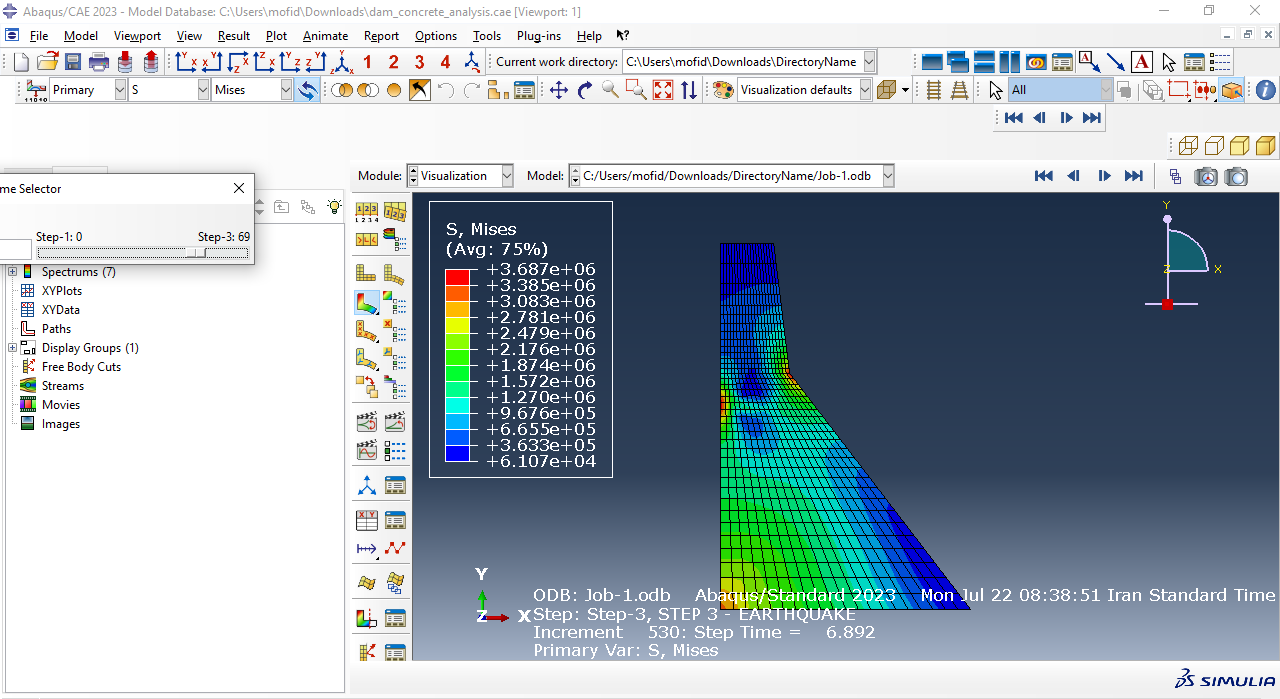 Abaqus/CAE 2023 - Model Database: C:\Users\mofid\Downloads\dam_concrete_analysis.cae [Viewport: 1]
File Model Viewport View Result Plot Animate Report Options Tools Plug-ins Help
1 2 3 4 Current work directory: C:\Users\mofid\Downloads\DirectoryName
Primary S Mises Visualization defaults All
Module: Visualization Model: C:/Users/mofid/Downloads/DirectoryName/Job-1.odb
me Selector
Step-1: 0 Step-3: 69
Spectrums (7)
XYPlots
XYData
Paths
Display Groups (1)
Free Body Cuts
Streams
Movies
Images
S, Mises
(Avg: 75%)
+3.687e+06
+3.385e+06
+3.083e+06
+2.781e+06
+2.479e+06
+2.176e+06
+1.874e+06
+1.572e+06
+1.270e+06
+9.676e+05
+6.655e+05
+3.633e+05
+6.107e+04
Y
Z X
Y
Z X
ODB: Job-1.odb Abaqus/Standard 2023 Mon Jul 22 08:38:51 Iran Standard Time
Step: Step-3, STEP 3 - EARTHQUAKE
Increment 530: Step Time = 6.892
Primary Var: S, Mises
SIMULIA